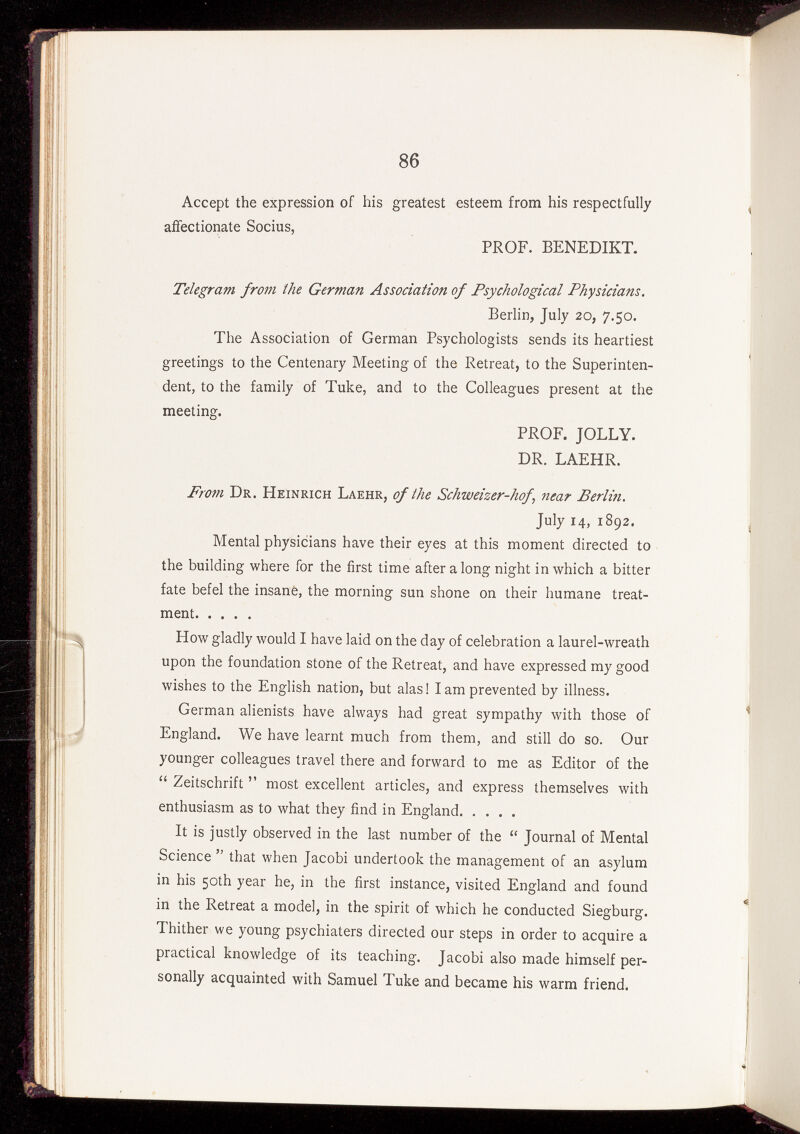 86
Accept the expression of his greatest esteem from his respectfully
affectionate Socius,
PROF. BENEDIKT.
Telegram from the German Association of Psychological Physicians.
Berlin, July 20, 7.50.
The Association of German Psychologists sends its heartiest
greetings to the Centenary Meeting of the Retreat, to the Superinten-
dent, to the family of Tuke, and to the Colleagues present at the
meeting.
PROF. JOLLY.
DR. LAEHR.
From DR. HEINRICH LAEHR, of the Schweizer-hof, near Berlin.
July 14, 1892.
Mental physicians have their eyes at this moment directed to
the building where for the first time after a long night in which a bitter
fate befel the insane, the morning sun shone on their humane treat-
ment. . . . .
How gladly would I have laid on the day of celebration a laurel-wreath
upon the foundation stone of the Retreat, and have expressed my good
wishes to the English nation, but alas! I am prevented by illness.
German alienists have always had great sympathy with those of
England. We have learnt much from them, and still do so. Our
younger colleagues travel there and forward to me as Editor of the
“ Zeitschrift ” most excellent articles, and express themselves with
enthusiasm as to what they find in England. . . . .
It is justly observed in the last number of the “ Journal of Mental
Science ” that when Jacobi undertook the management of an asylum
in his 50th year he, in the first instance, visited England and found
in the Retreat a model, in the spirit of which he conducted Siegburg.
Thither we young psychiaters directed our steps in order to acquire a
practical knowledge of its teaching. Jacobi also made himself per-
sonally acquainted with Samuel Tuke and became his warm friend.